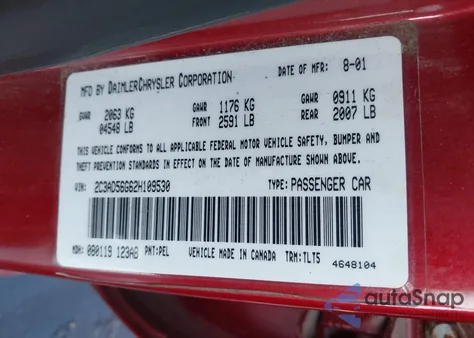 MFD BY DAIMLERCHRYSLER CORPORATION DATE OF MFR: 8-01
GVWR 2063 KG GAWR 1176 KG GAWR 0911 KG
04548 LB FRONT 2591 LB REAR 2007 LB
THIS VEHICLE CONFORMS TO ALL APPLICABLE FEDERAL MOTOR VEHICLE SAFETY, BUMPER AND
THEFT PREVENTION STANDARDS IN EFFECT ON THE DATE OF MANUFACTURE SHOWN ABOVE.
VIN: 2C3AD56G62H109530 TYPE: PASSENGER CAR
MDH: 080119 123AB PNT: PEL VEHICLE MADE IN CANADA TRM: TLT5
4648104
autoSnap